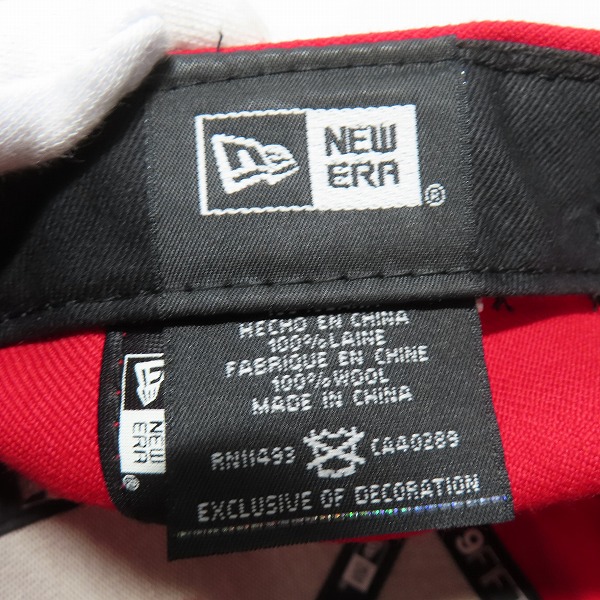 NEW
ERA
®
HECHO EN CHINA
100% LAINE
FABRIQUE EN CHINE
100% WOOL
MADE IN CHINA
RN11493
CA40289
EXCLUSIVE OF DECORATION
NEW
ERA
®